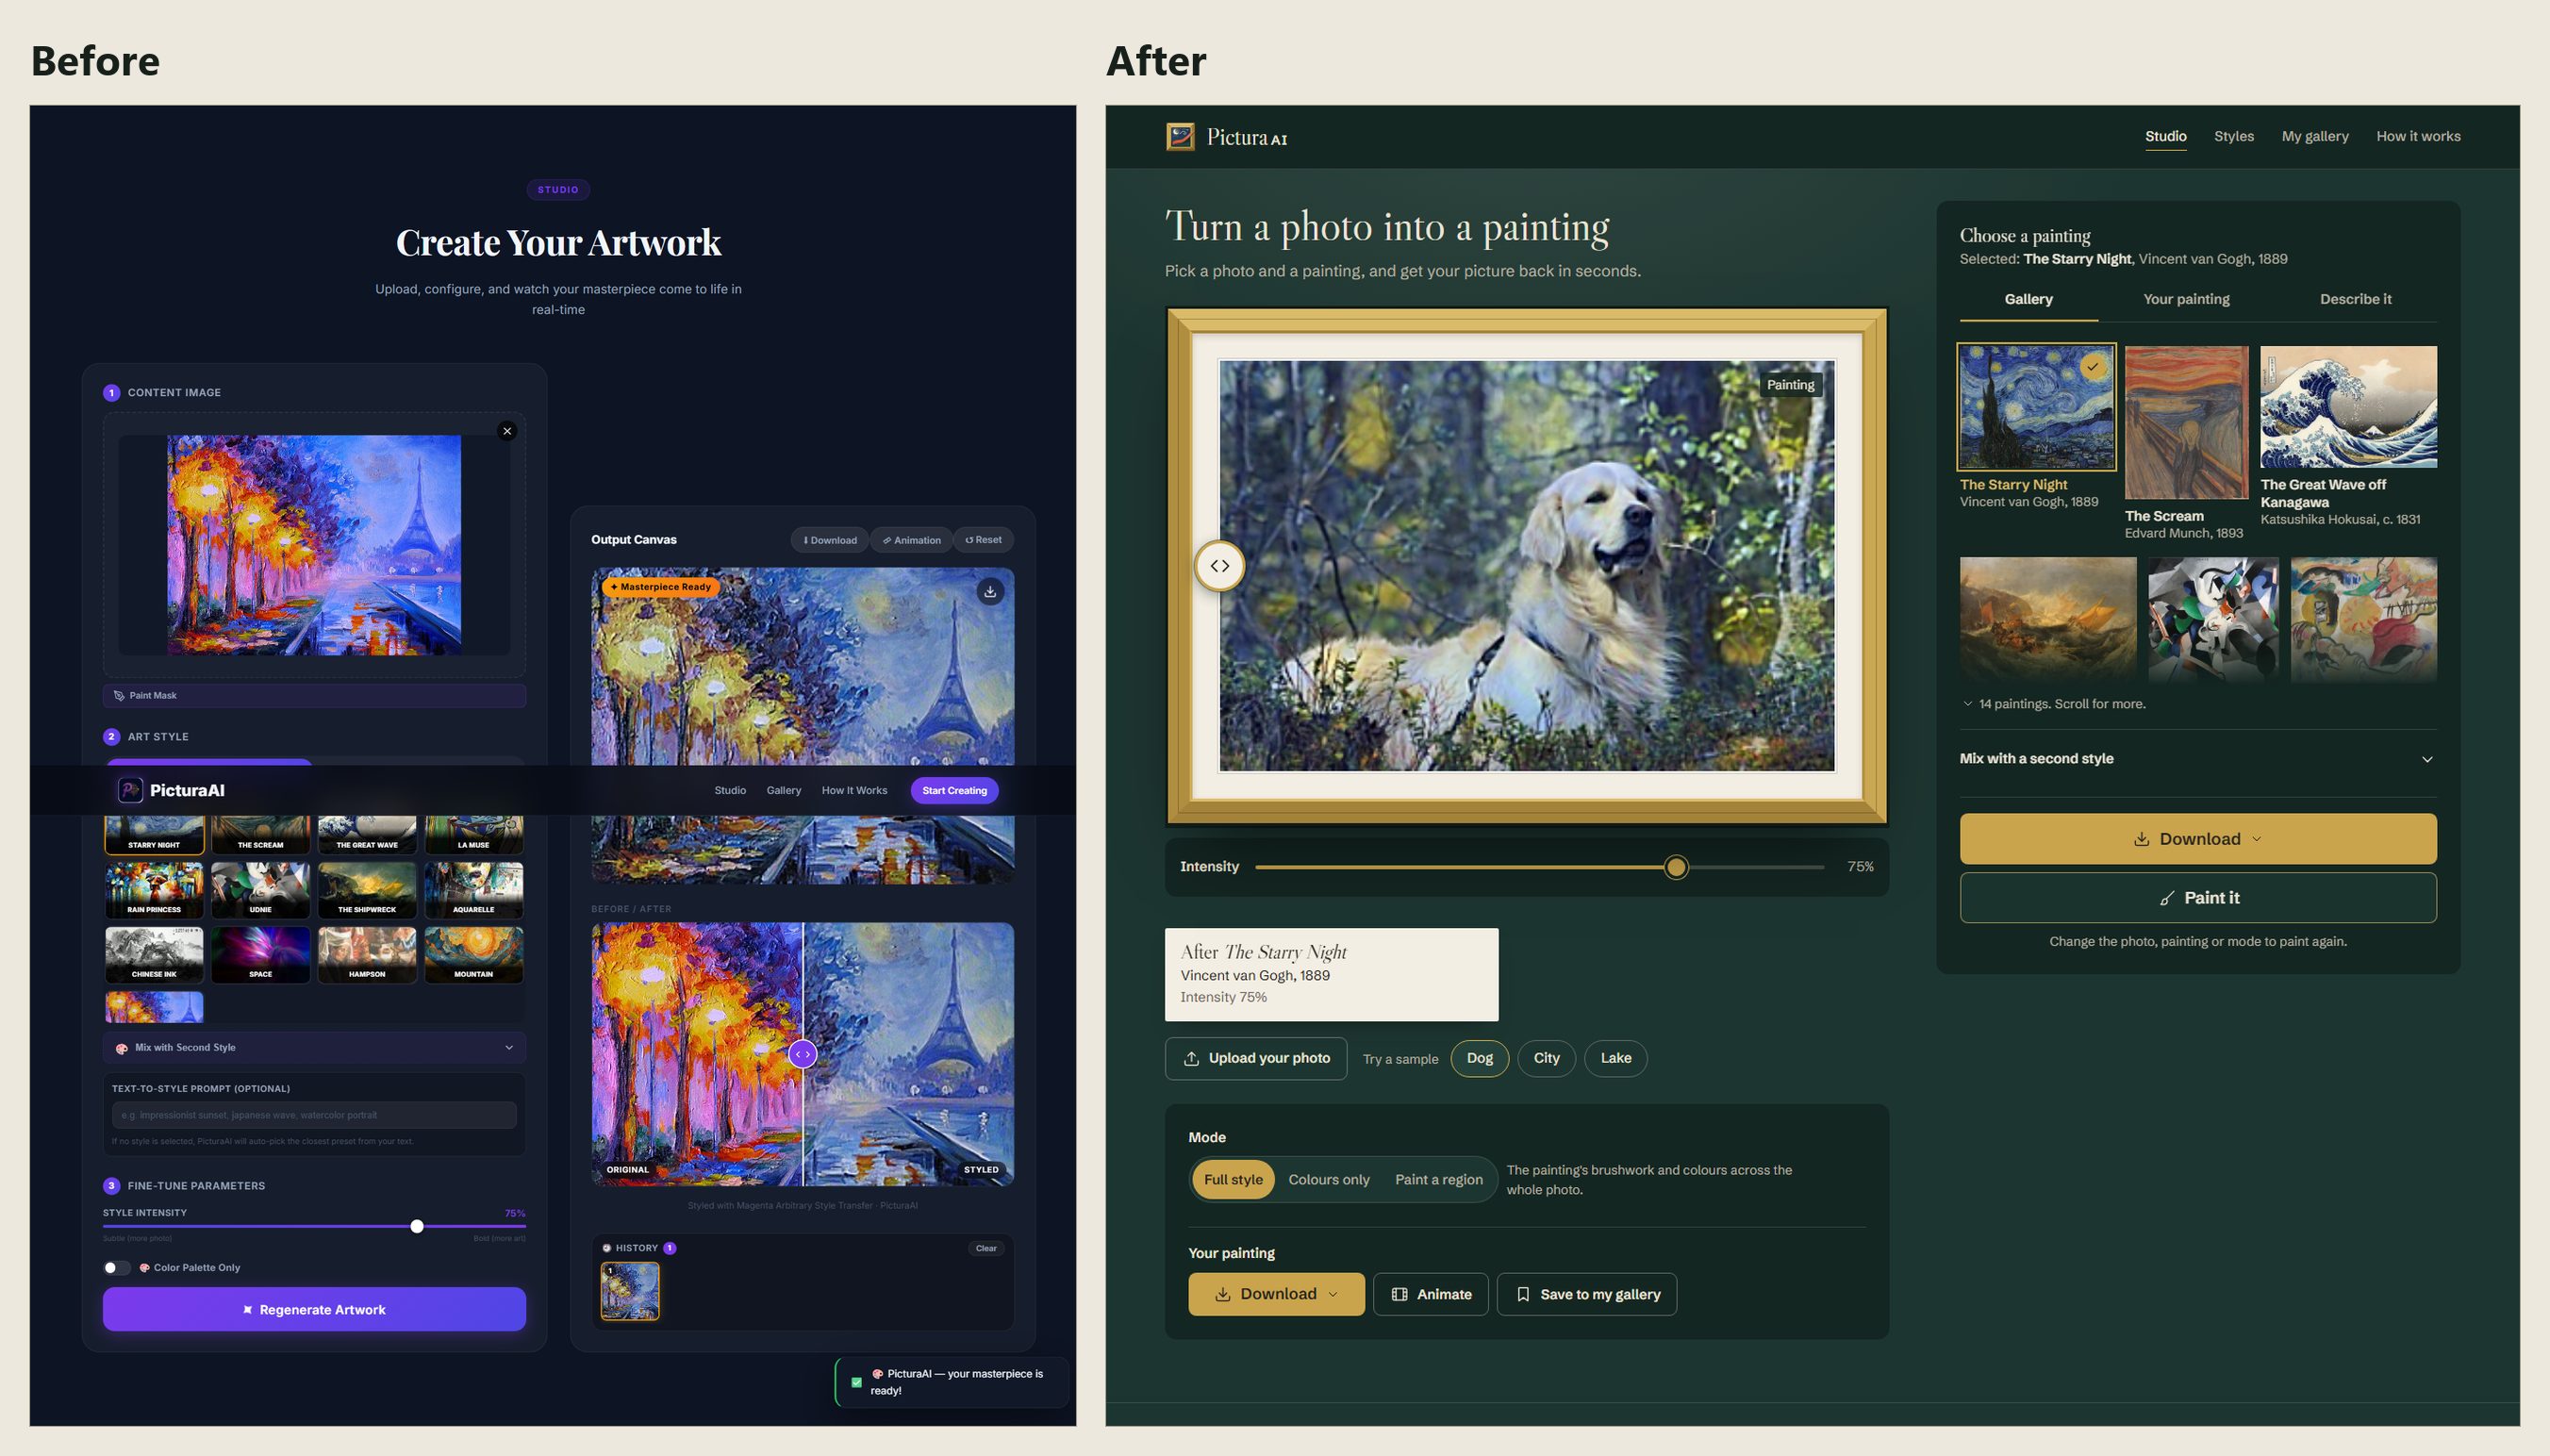 Before
STUDIO
Create Your Artwork
Upload, configure, and watch your masterpiece come to life in
real-time
1 CONTENT IMAGE
Paint Mask
2 ART STYLE
PicturaAI
Studio
Gallery
How It Works
Start Creating
STARRY NIGHT
THE SCREAM
THE GREAT WAVE
LA MUSE
RAIN PRINCESS
UDNIE
THE SHIPWRECK
AQUARELLE
CHINESE INK
SPACE
HAMPSON
MOUNTAIN
Mix with Second Style
TEXT-TO-STYLE PROMPT (OPTIONAL)
e.g. impressionist sunset, japanese wave, watercolor portrait
If no style is selected, PicturaAI will auto-pick the closest preset from your text.
3 FINE-TUNE PARAMETERS
STYLE INTENSITY 75%
Subtle (more photo) Bold (more art)
Color Palette Only
Regenerate Artwork
Output Canvas
Download
Animation
Reset
Masterpiece Ready
BEFORE / AFTER
ORIGINAL
STYLED
Styled with Magenta Arbitrary Style Transfer · PicturaAI
HISTORY 1
Clear
1
PicturaAI — your masterpiece is
ready!
After
Pictura AI
Studio
Styles
My gallery
How it works
Turn a photo into a painting
Pick a photo and a painting, and get your picture back in seconds.
Painting
Intensity 75%
After The Starry Night
Vincent van Gogh, 1889
Intensity 75%
Upload your photo
Try a sample
Dog
City
Lake
Mode
Full style
Colours only
Paint a region
The painting's brushwork and colours across the
whole photo.
Your painting
Download
Animate
Save to my gallery
Choose a painting
Selected: The Starry Night, Vincent van Gogh, 1889
Gallery
Your painting
Describe it
The Starry Night
Vincent van Gogh, 1889
The Scream
Edvard Munch, 1893
The Great Wave off
Kanagawa
Katsushika Hokusai, c. 1831
14 paintings. Scroll for more.
Mix with a second style
Download
Paint it
Change the photo, painting or mode to paint again.